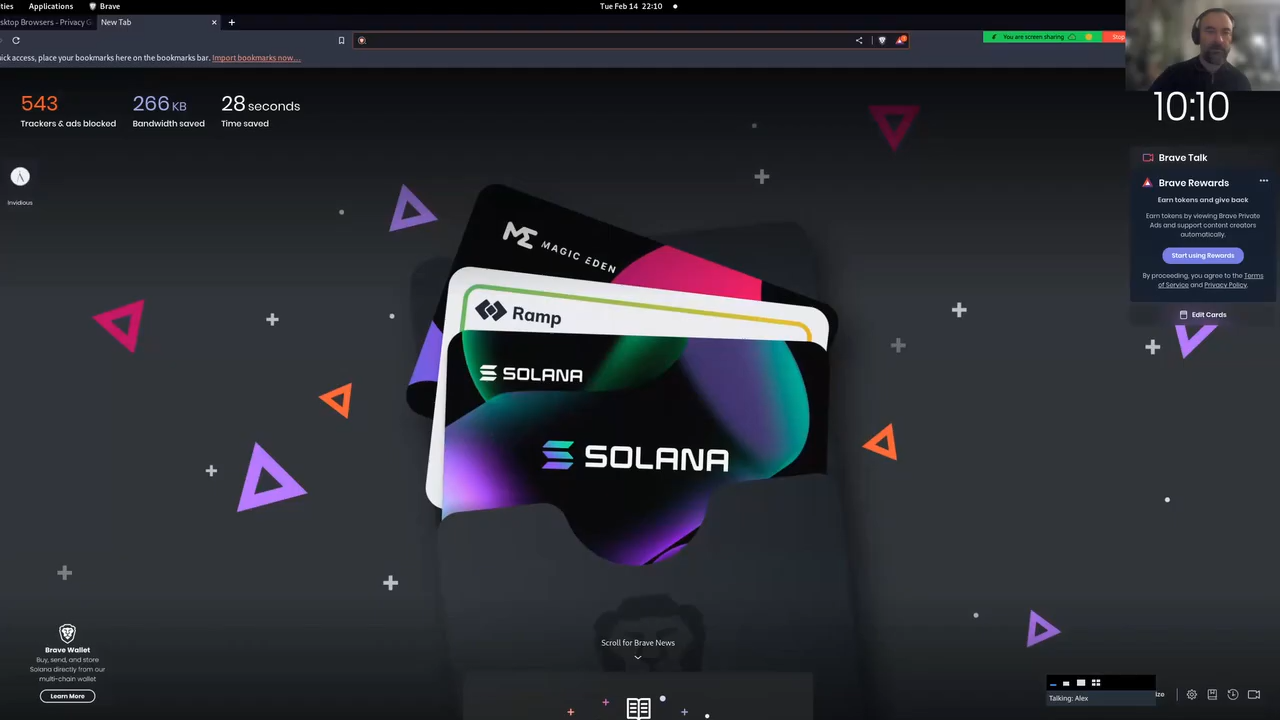 ities Applications Brave Tue Feb 14 22:10
sktop Browsers - Privacy G New Tab
You are screen sharing Stop
uick access, place your bookmarks here on the bookmarks bar. Import bookmarks now...
543 266 KB 28 seconds
Trackers & ads blocked Bandwidth saved Time saved
10:10
Invidious
Brave Talk
Brave Rewards
Earn tokens and give back
Earn tokens by viewing Brave Private
Ads and support content creators
automatically.
Start using Rewards
By proceeding, you agree to the Terms
of Service and Privacy Policy.
Edit Cards
ME MAGIC EDEN
Ramp
SOLANA
SOLANA
Scroll for Brave News
Brave Wallet
Buy, send, and store
Solana directly from our
multi-chain wallet
Learn More
ize
Talking: Alex